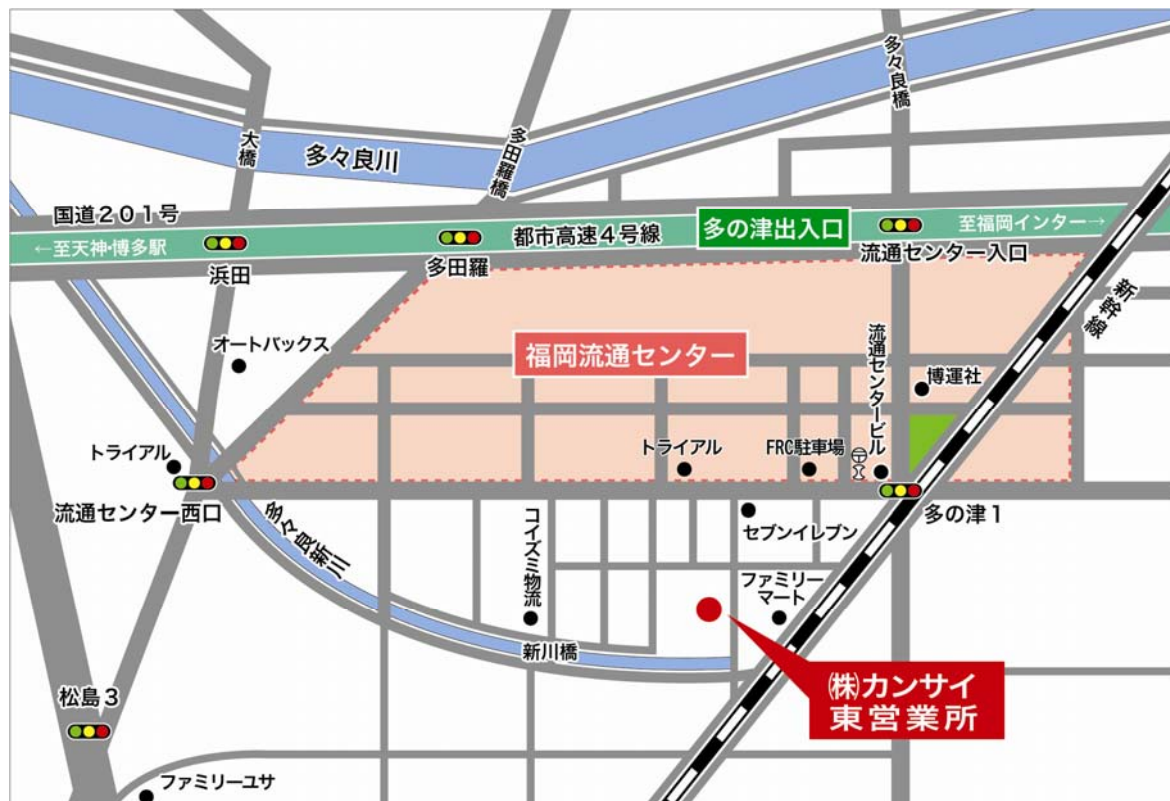 多々良橋
大橋
多田羅橋
多々良川
国道201号
←至天神・博多駅
都市高速4号線
多の津出入口
至福岡インター→
浜田
多田羅
流通センター入口
新幹線
オートバックス
福岡流通センター
流通センタービル
博運社
トライアル
トライアル
FRC駐車場
〒
流通センター西口
多々良新川
コイズミ物流
セブンイレブン
多の津1
ファミリー
マート
新川橋
松島3
㈱カンサイ
東営業所
ファミリーユサ